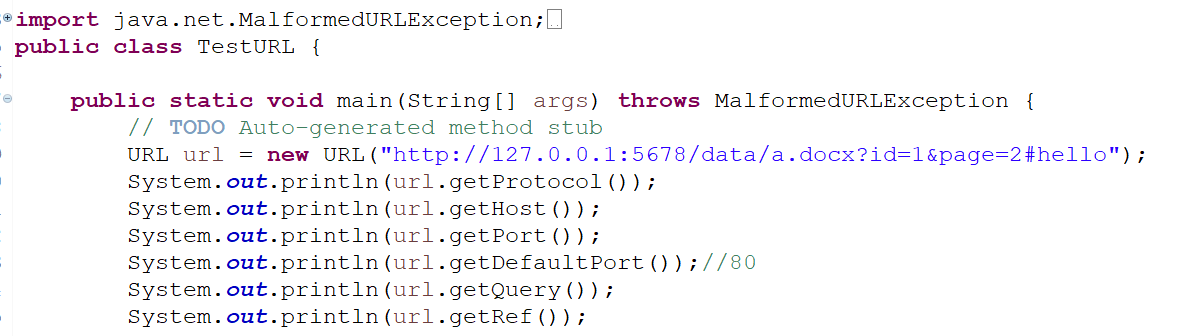 import java.net.MalformedURLException;
public class TestURL {
public static void main(String[] args) throws MalformedURLException {
// TODO Auto-generated method stub
URL url = new URL("http://127.0.0.1:5678/data/a.docx?id=1&page=2#hello");
System.out.println(url.getProtocol());
System.out.println(url.getHost());
System.out.println(url.getPort());
System.out.println(url.getDefaultPort());//80
System.out.println(url.getQuery());
System.out.println(url.getRef());